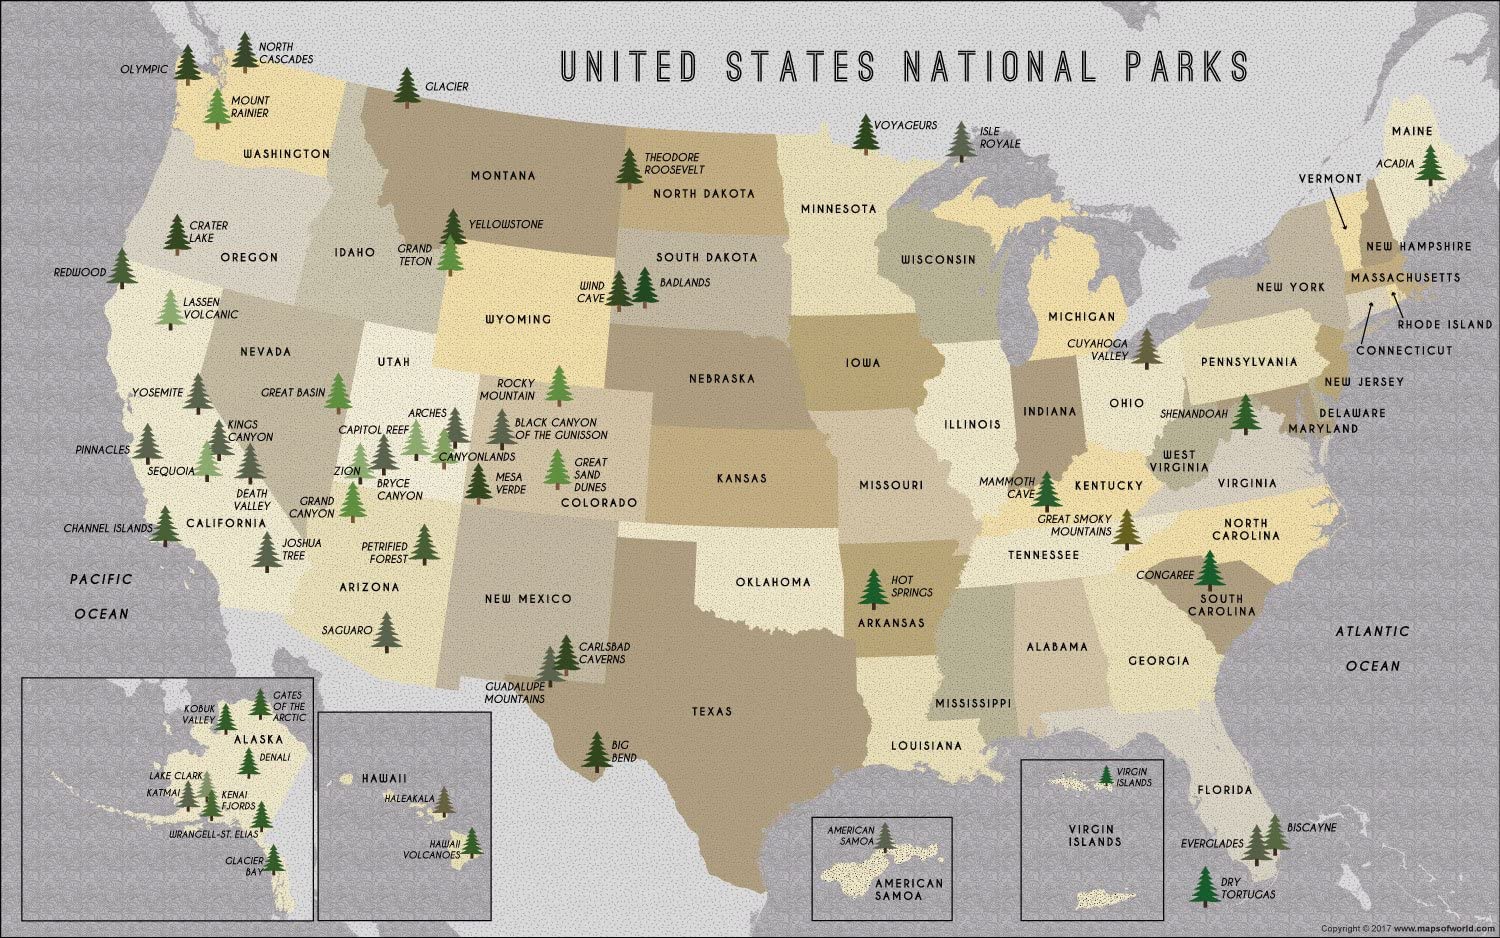 UNITED STATES NATIONAL PARKS
NORTH
CASCADES
OLYMPIC
MOUNT
RAINIER
WASHINGTON
GLACIER
MONTANA
THEODORE
ROOSEVELT
NORTH DAKOTA
VOYAGEURS
ISLE
ROYALE
MINNESOTA
MAINE
ACADIA
VERMONT
NEW HAMPSHIRE
MASSACHUSETTS
RHODE ISLAND
CONNECTICUT
NEW YORK
CRATER
LAKE
OREGON
IDAHO
YELLOWSTONE
GRAND
TETON
REDWOOD
LASSEN
VOLCANIC
SOUTH DAKOTA
WIND
CAVE
BADLANDS
WISCONSIN
MICHIGAN
WYOMING
NEVADA
UTAH
IOWA
NEBRASKA
CUYAHOGA
VALLEY
PENNSYLVANIA
NEW JERSEY
DELAWARE
MARYLAND
SHENANDOAH
OHIO
INDIANA
ILLINOIS
YOSEMITE
GREAT BASIN
ROCKY
MOUNTAIN
ARCHES
BLACK CANYON
OF THE GUNISSON
KINGS
CANYON
CAPITOL REEF
CANYONLANDS
PINNACLES
SEQUOIA
ZION
BRYCE
CANYON
MESA
VERDE
GREAT
SAND
DUNES
COLORADO
KANSAS
MISSOURI
MAMMOTH
CAVE
KENTUCKY
WEST
VIRGINIA
VIRGINIA
DEATH
VALLEY
GRAND
CANYON
CHANNEL ISLANDS
CALIFORNIA
JOSHUA
TREE
PETRIFIED
FOREST
GREAT SMOKY
MOUNTAINS
NORTH
CAROLINA
TENNESSEE
PACIFIC
OCEAN
ARIZONA
NEW MEXICO
OKLAHOMA
HOT
SPRINGS
ARKANSAS
CONGAREE
SOUTH
CAROLINA
ATLANTIC
OCEAN
SAGUARO
CARLSBAD
CAVERNS
GUADALUPE
MOUNTAINS
ALABAMA
GEORGIA
MISSISSIPPI
TEXAS
LOUISIANA
BIG
BEND
KOBUK
VALLEY
GATES
OF THE
ARCTIC
ALASKA
DENALI
LAKE CLARK
KATMAI
KENAI
FJORDS
WRANGELL-ST. ELIAS
GLACIER
BAY
HAWAII
HALEAKALA
HAWAII
VOLCANOES
AMERICAN
SAMOA
AMERICAN
SAMOA
VIRGIN
ISLANDS
VIRGIN
ISLANDS
FLORIDA
BISCAYNE
EVERGLADES
DRY
TORTUGAS
Copyright © 2017 www.mapsofworld.com